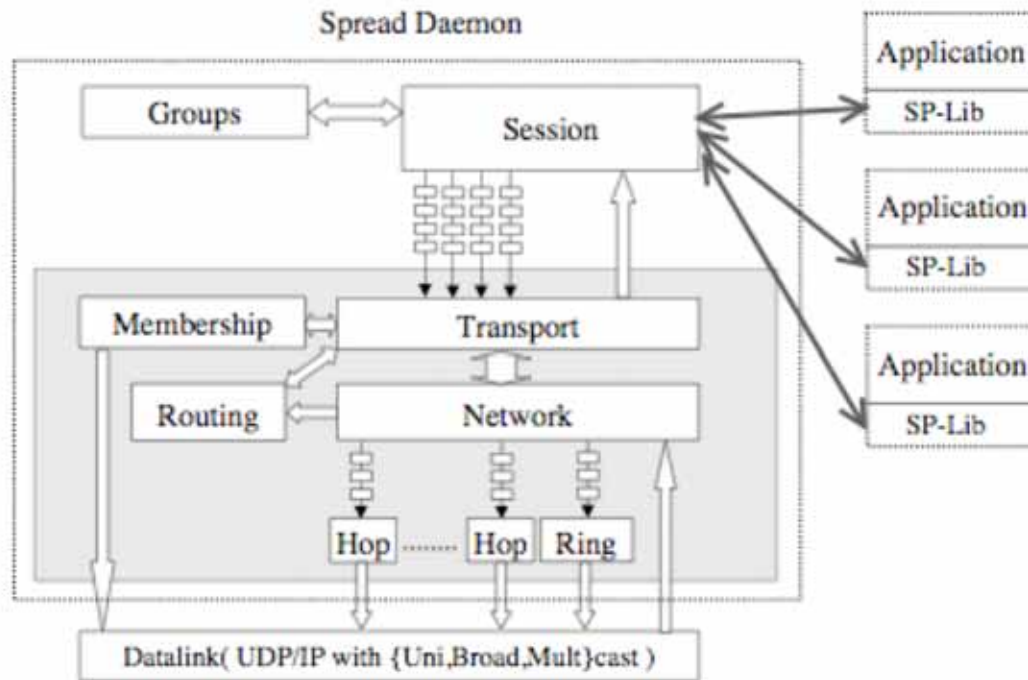 Spread Daemon
Groups
Session
Application
SP-Lib
Application
SP-Lib
Application
SP-Lib
Membership
Transport
Routing
Network
Hop ........ Hop Ring
Datalink( UDP/IP with {Uni,Broad,Mult}cast )